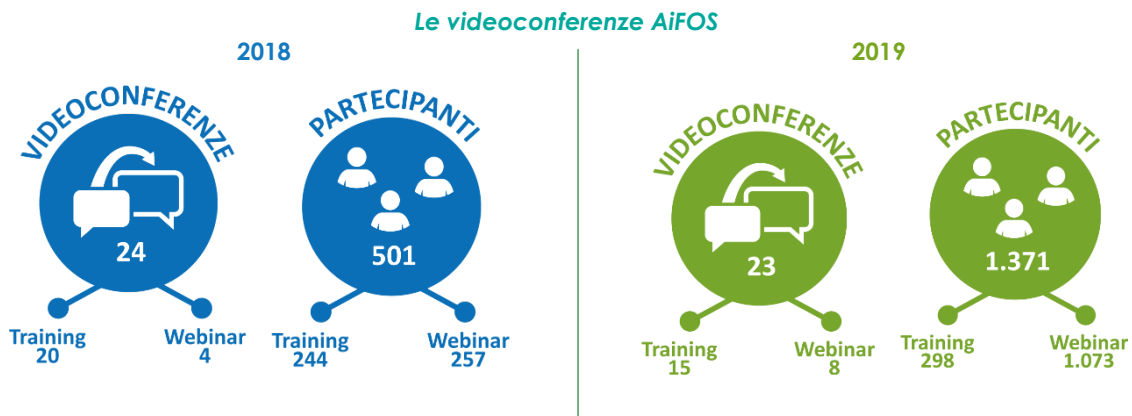 Le videoconferenze AiFOS
2018
VIDEOCONFERENZE
24
Training
20
Webinar
4
PARTECIPANTI
501
Training
244
Webinar
257
2019
VIDEOCONFERENZE
23
Training
15
Webinar
8
PARTECIPANTI
1.371
Training
298
Webinar
1.073